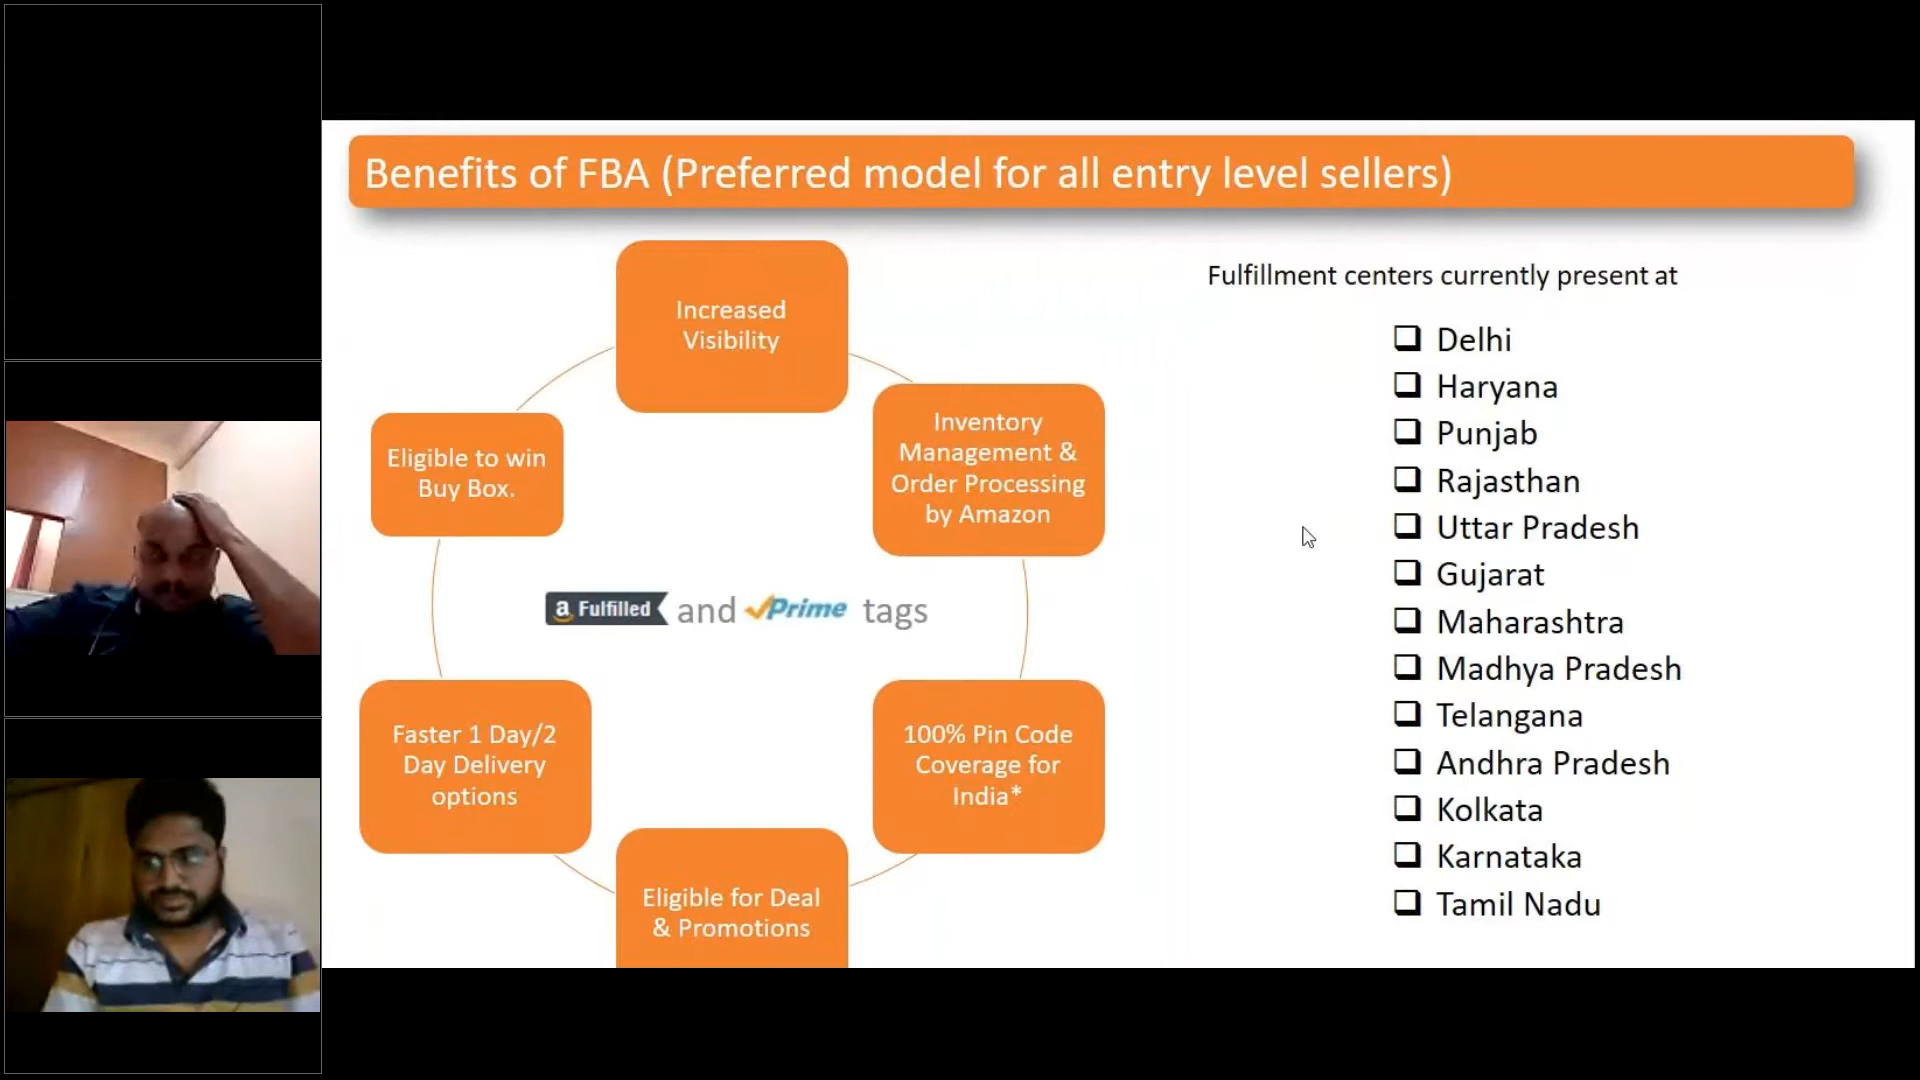 Benefits of FBA (Preferred model for all entry level sellers)
Increased
Visibility
Inventory
Management &
Order Processing
by Amazon
100% Pin Code
Coverage for
India*
Eligible for Deal
& Promotions
Faster 1 Day/2
Day Delivery
options
Eligible to win
Buy Box.
a Fulfilled and Prime tags
Fulfillment centers currently present at
Delhi
Haryana
Punjab
Rajasthan
Uttar Pradesh
Gujarat
Maharashtra
Madhya Pradesh
Telangana
Andhra Pradesh
Kolkata
Karnataka
Tamil Nadu